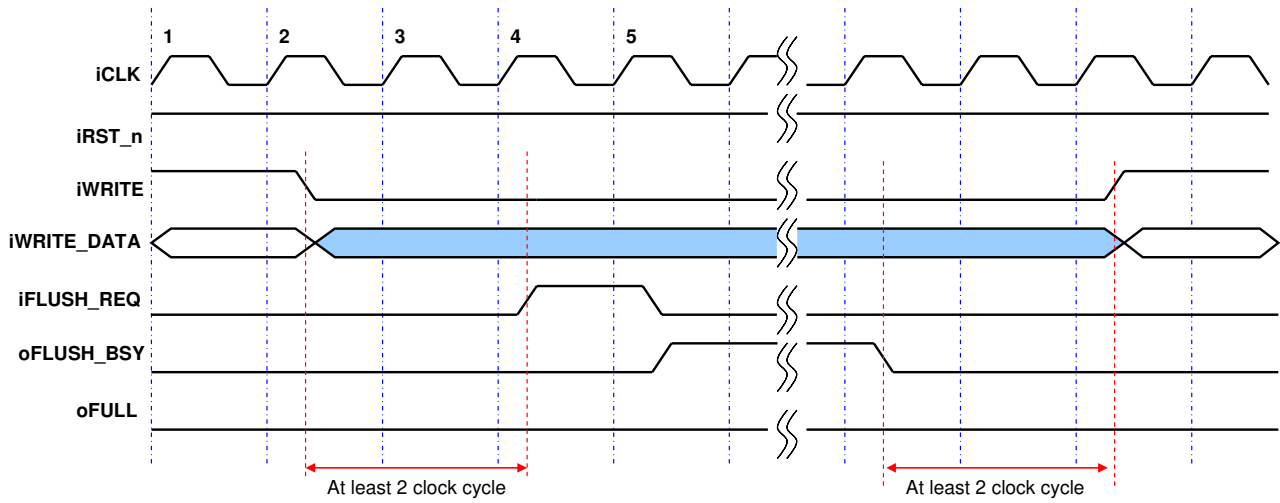 1 2 3 4 5
iCLK
iRST_n
iWRITE
iWRITE_DATA
iFLUSH_REQ
oFLUSH_BSY
oFULL
At least 2 clock cycle At least 2 clock cycle